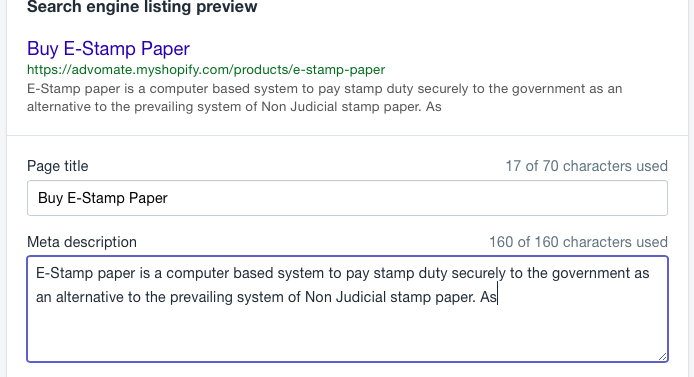 Search engine listing preview
Buy E-Stamp Paper
https://advomate.myshopify.com/products/e-stamp-paper
E-Stamp paper is a computer based system to pay stamp duty securely to the government as an
alternative to the prevailing system of Non Judicial stamp paper. As
Page title
17 of 70 characters used
Buy E-Stamp Paper
Meta description
160 of 160 characters used
E-Stamp paper is a computer based system to pay stamp duty securely to the government as
an alternative to the prevailing system of Non Judicial stamp paper. As